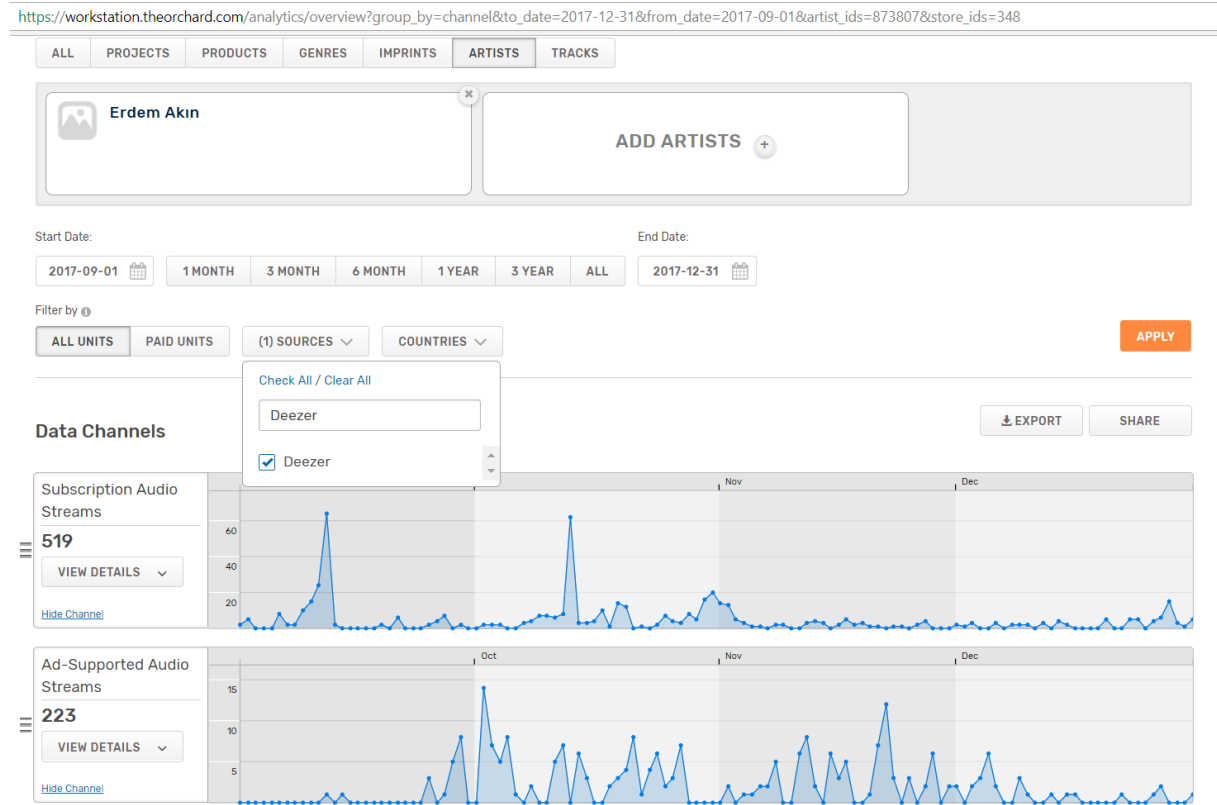 https://workstation.theorchard.com/analytics/overview?group_by=channel&to_date=2017-12-31&from_date=2017-09-01&artist_ids=873807&store_ids=348
ALL PROJECTS PRODUCTS GENRES IMPRINTS ARTISTS TRACKS
Erdem Akın
ADD ARTISTS +
Start Date: End Date:
2017-09-01 1 MONTH 3 MONTH 6 MONTH 1 YEAR 3 YEAR ALL 2017-12-31
Filter by
ALL UNITS PAID UNITS (1) SOURCES COUNTRIES APPLY
Check All / Clear All
Deezer
Deezer
Data Channels EXPORT SHARE
Nov Dec
Subscription Audio
Streams
519
VIEW DETAILS
Hide Channel
60
40
20
Oct Nov Dec
Ad-Supported Audio
Streams
223
VIEW DETAILS
Hide Channel
15
10
5